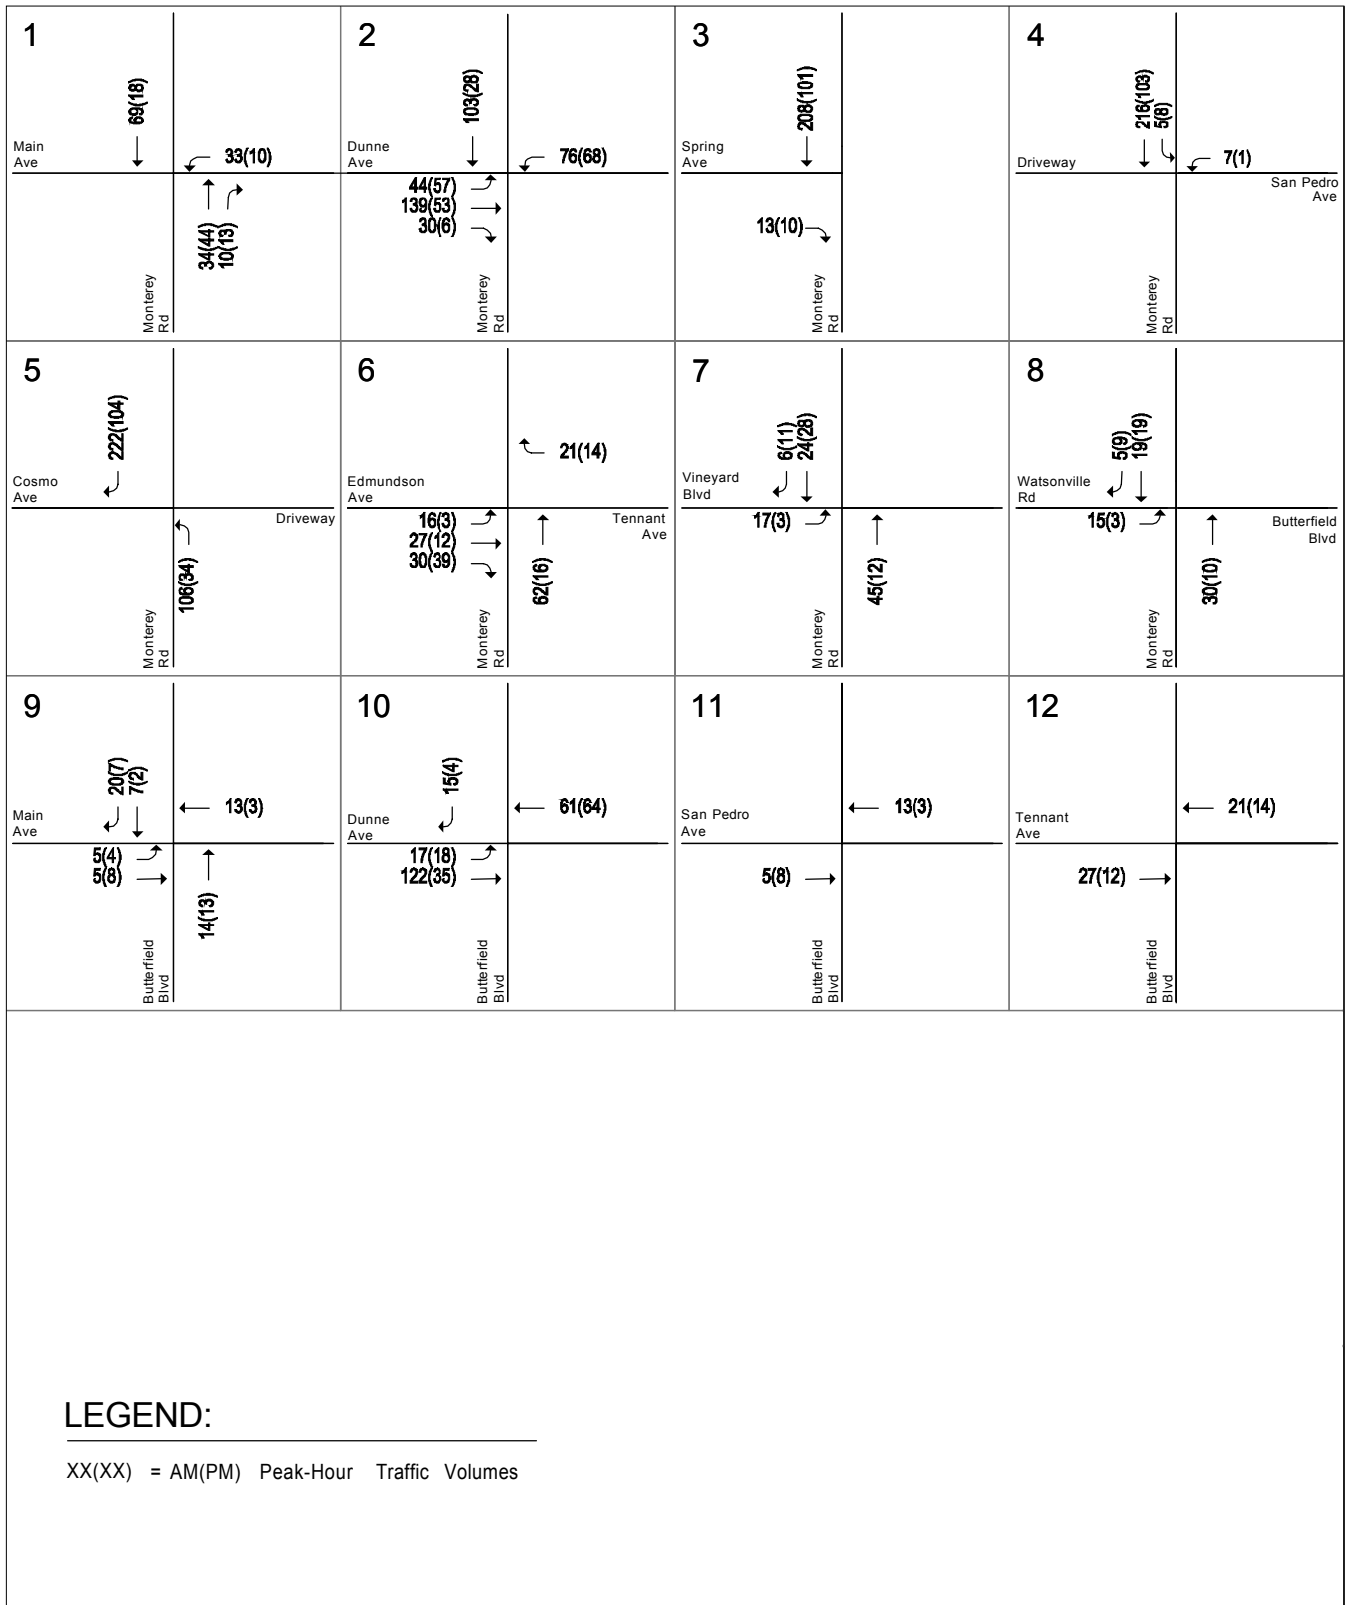 1
69(18)
Main
Ave
33(10)
34(44)
10(13)
Monterey
Rd
2
103(28)
Dunne
Ave
76(68)
44(57)
139(53)
30(6)
Monterey
Rd
3
208(101)
Spring
Ave
13(10)
Monterey
Rd
4
216(103)
5(8)
Driveway
7(1)
San Pedro
Ave
Monterey
Rd
5
222(104)
Cosmo
Ave
Driveway
106(34)
Monterey
Rd
6
21(14)
Edmundson
Ave
16(3)
27(12)
30(39)
Tennant
Ave
62(16)
Monterey
Rd
7
6(11)
24(28)
Vineyard
Blvd
17(3)
45(12)
Monterey
Rd
8
5(9)
19(19)
Watsonville
Rd
15(3)
Butterfield
Blvd
30(10)
Monterey
Rd
9
20(7)
7(2)
Main
Ave
13(3)
5(4)
5(8)
14(13)
Butterfield
Blvd
10
15(4)
Dunne
Ave
61(64)
17(18)
122(35)
Butterfield
Blvd
11
San Pedro
Ave
13(3)
5(8)
Butterfield
Blvd
12
Tennant
Ave
21(14)
27(12)
Butterfield
Blvd
LEGEND:
XX(XX) = AM(PM) Peak-Hour Traffic Volumes